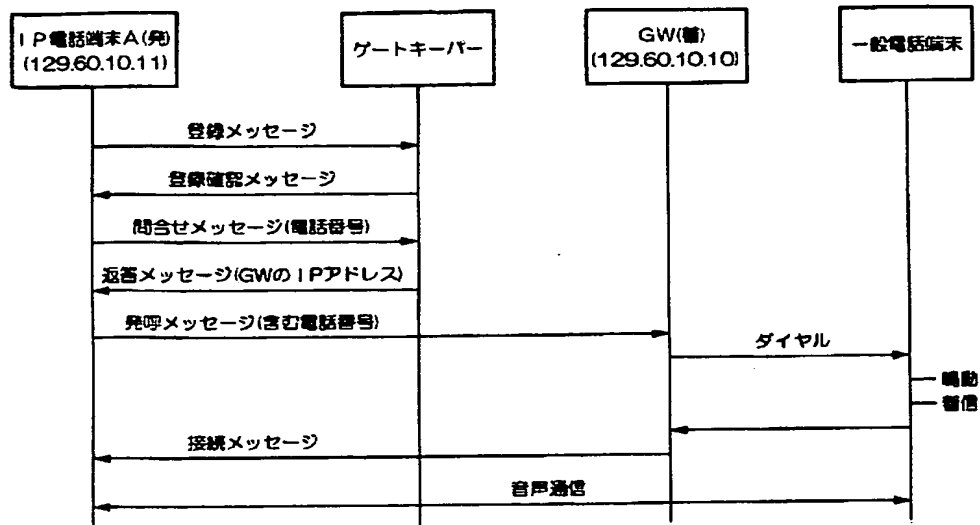 IP電話端末A(発)
(129.60.10.11)
ゲートキーパー
GW(着)
(129.60.10.10)
一般電話端末
登録メッセージ
登録確認メッセージ
問合せメッセージ(電話番号)
返答メッセージ(GWのIPアドレス)
発呼メッセージ(含む電話番号)
ダイヤル
鳴動
着信
接続メッセージ
音声通信